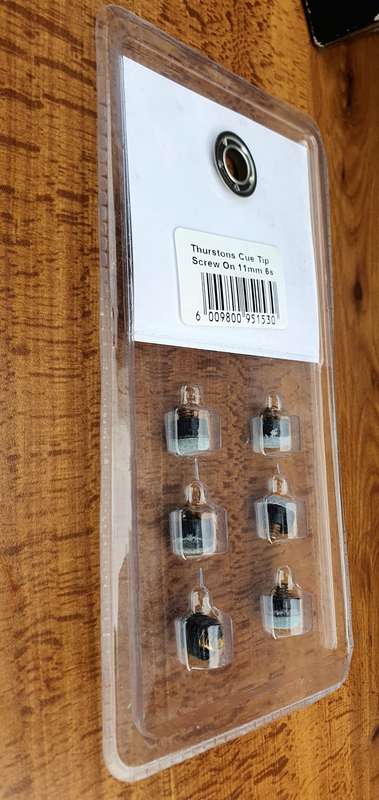 Thurstons Cue Tip
Screw On 11mm 6s
6 009800 951530